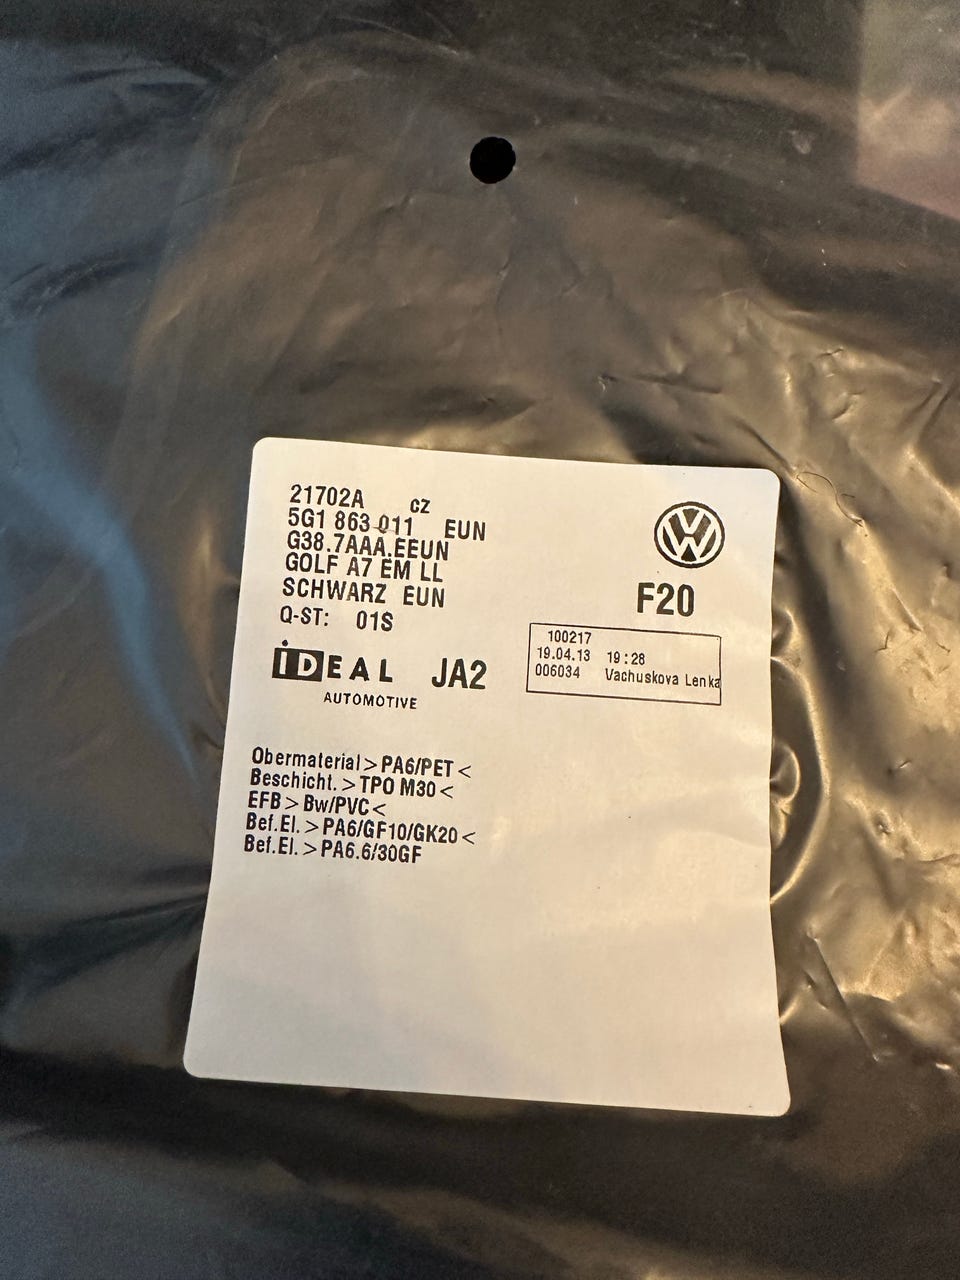 21702A cz
5G1 863 011 EUN
G38.7AAA.EEUN
GOLF A7 EM LL
SCHWARZ EUN
Q-ST: 01S
F20
100217
19.04.13 19:28
006034 Vachuskova Lenka
iDEAL JA2
AUTOMOTIVE
Obermaterial>PA6/PET<
Beschicht.>TPO M30<
EFB>Bw/PVC<
Bef.El.>PA6/GF10/GK20<
Bef.El.>PA6.6/30GF